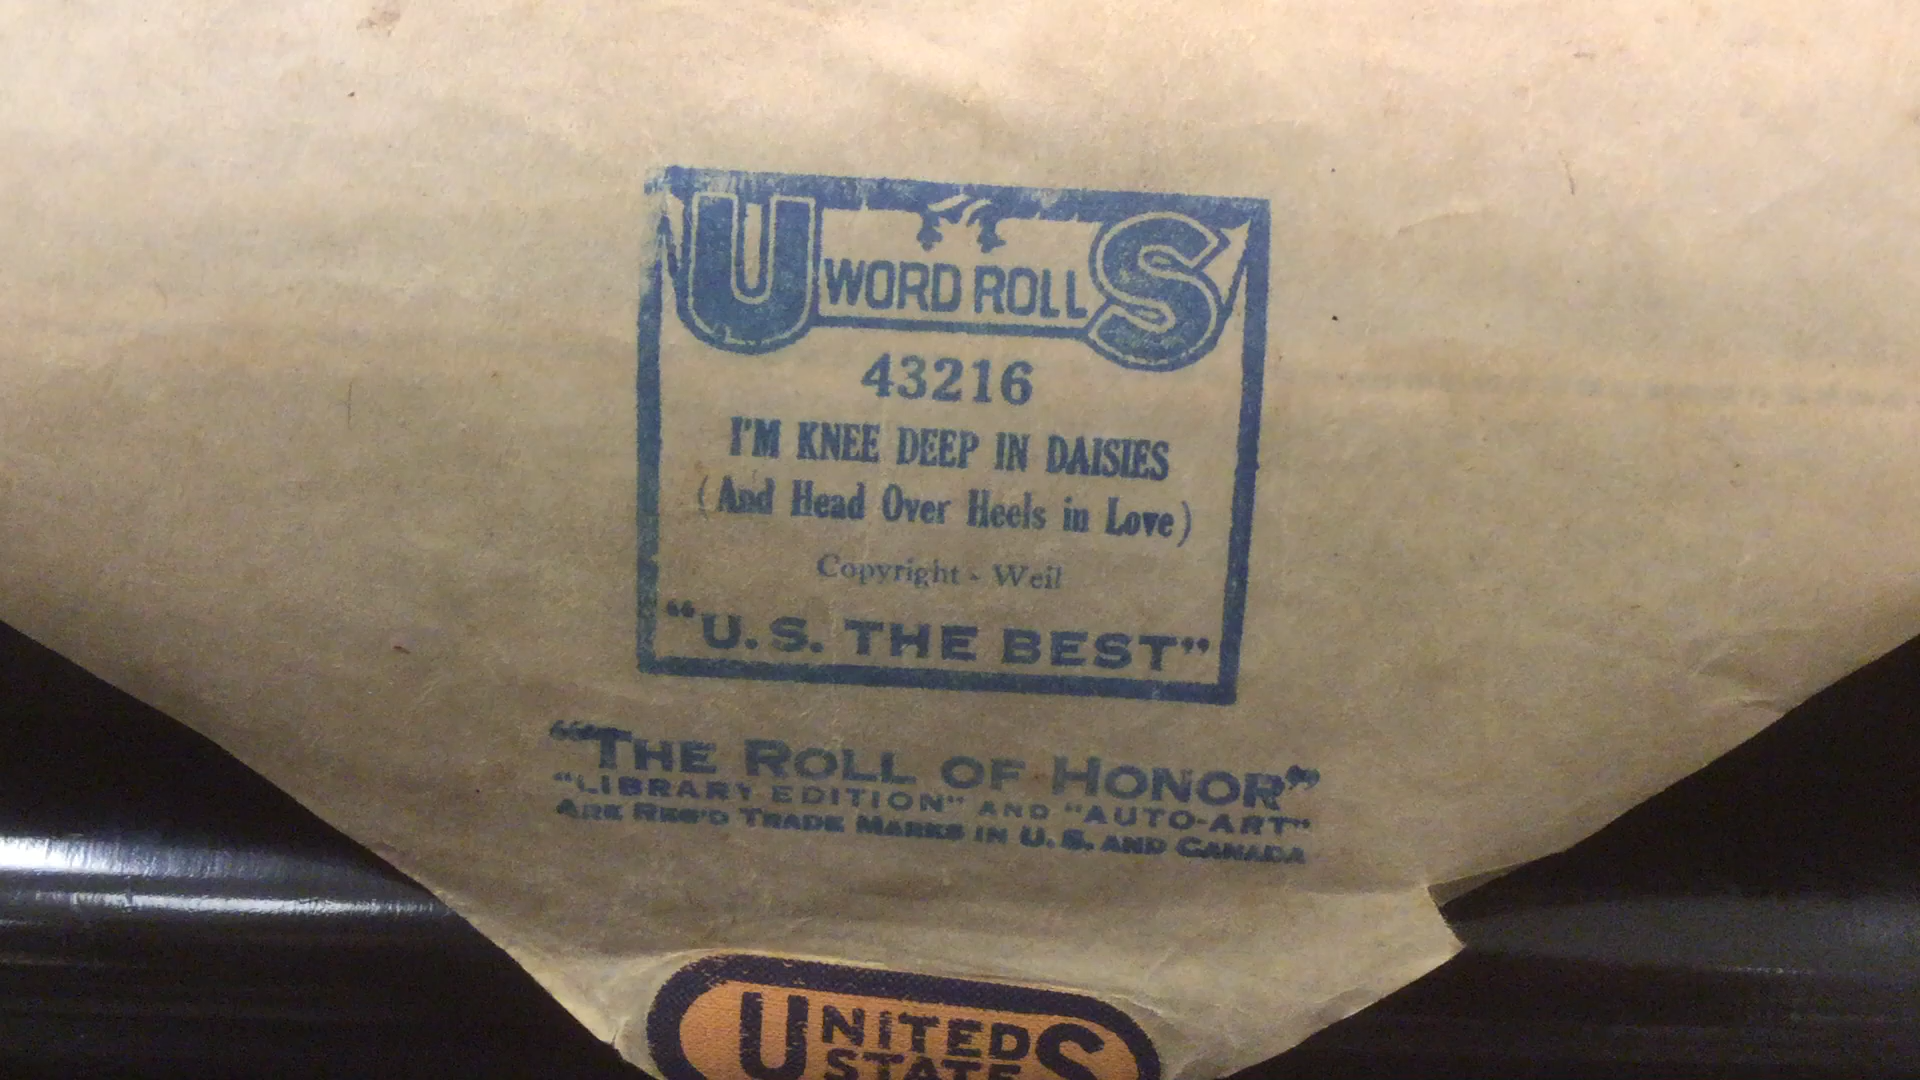 U WORD ROLL S
43216
I'M KNEE DEEP IN DAISIES
(And Head Over Heels in Love)
Copyright - Weil
"U.S. THE BEST"
"THE ROLL OF HONOR"
"LIBRARY EDITION" AND "AUTO-ART"
ARE REG'D TRADE MARKS IN U.S. AND CANADA
UNITED
STATES